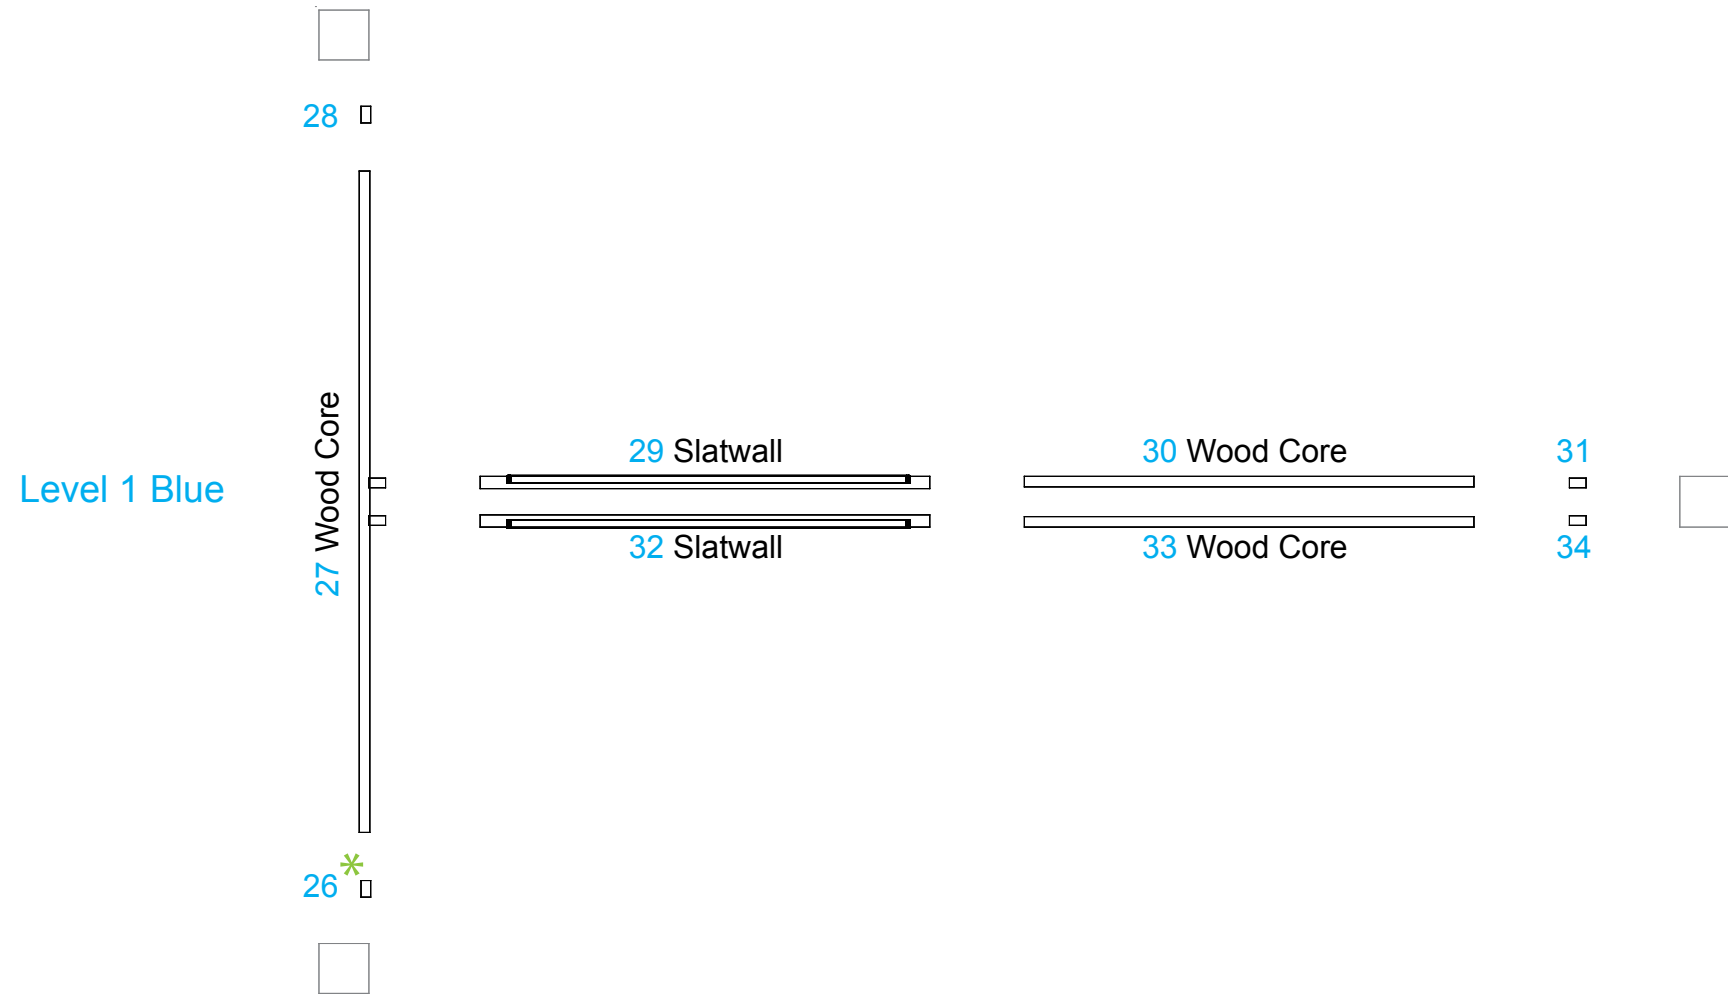 28
29 Slatwall
30 Wood Core
31
Level 1 Blue
27 Wood Core
32 Slatwall
33 Wood Core
34
26*